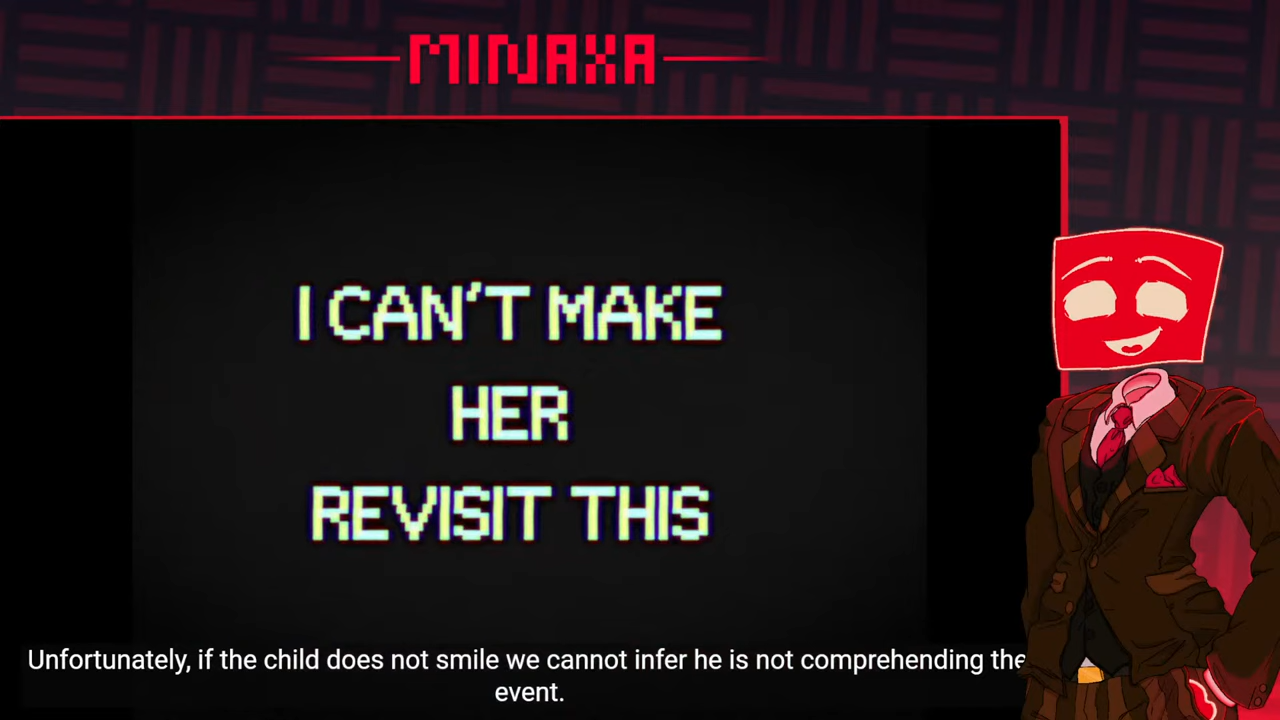 MINAXA
I CAN'T MAKE
HER
REVISIT THIS
Unfortunately, if the child does not smile we cannot infer he is not comprehending the
event.